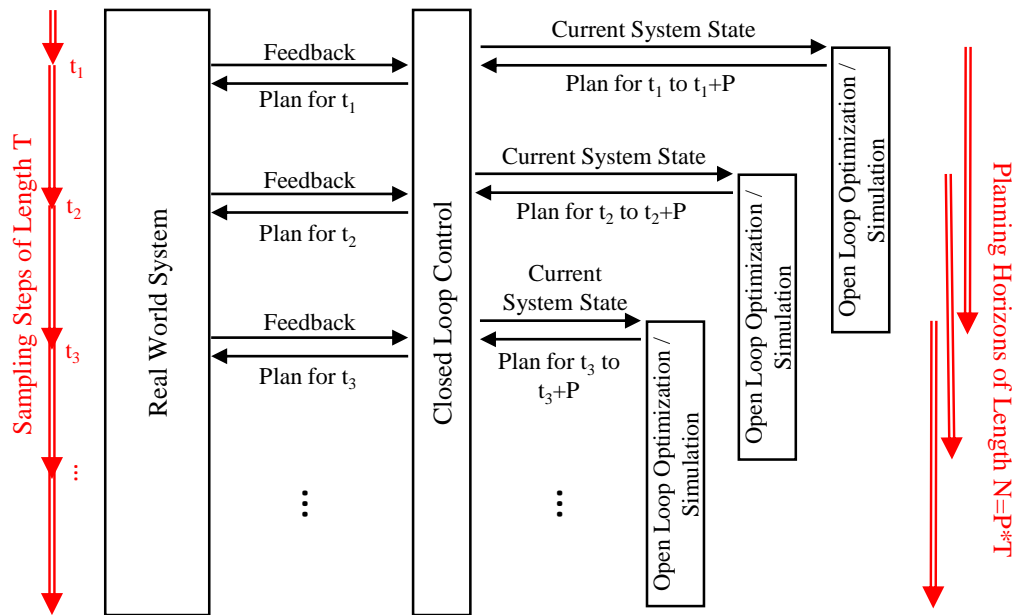 Sampling Steps of Length T
t1
t2
t3
...
Real World System
Feedback
Plan for t1
Feedback
Plan for t2
Feedback
Plan for t3
...
Closed Loop Control
Current System State
Plan for t1 to t1+P
Current System State
Plan for t2 to t2+P
Current
System State
Plan for t3 to
t3+P
...
Open Loop Optimization /
Simulation
Open Loop Optimization /
Simulation
Open Loop Optimization /
Simulation
Planning Horizons of Length N=P*T